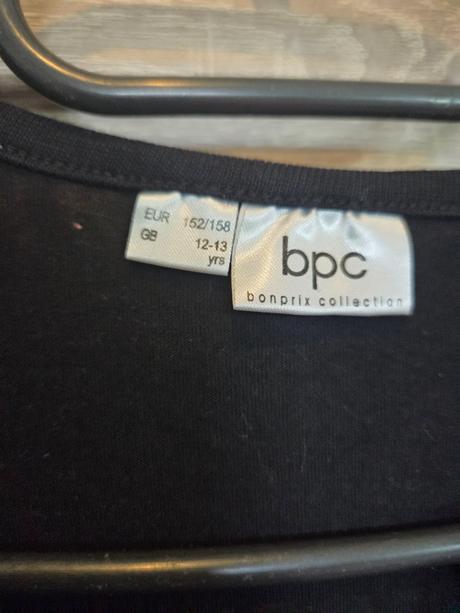 EUR 152/158
GB 12-13
yrs
bpc
bonprix collection